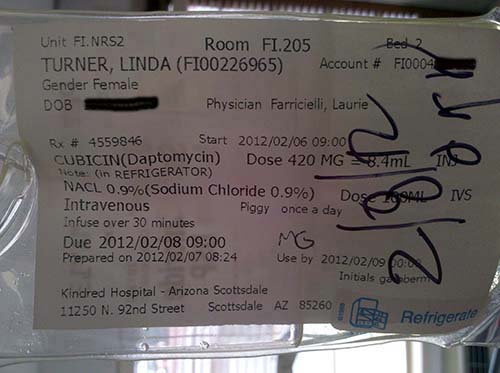 Unit FI.NRS2 Room FI.205 Bed 2
TURNER, LINDA (FI00226965) Account # FI0004
Gender Female
DOB Physician Farricielli, Laurie
Rx # 4559846 Start 2012/02/06 09:00
CUBICIN(Daptomycin) Dose 420 MG = 8.4mL INJ
Note: (in REFRIGERATOR)
NACL 0.9%(Sodium Chloride 0.9%) Dose 100ML IVS
Intravenous Piggy once a day
Infuse over 30 minutes
Due 2012/02/08 09:00 MG
Prepared on 2012/02/07 08:24 Use by 2012/02/09 00:00
Initials
Kindred Hospital - Arizona Scottsdale
11250 N. 92nd Street Scottsdale AZ 85260
Refrigerate